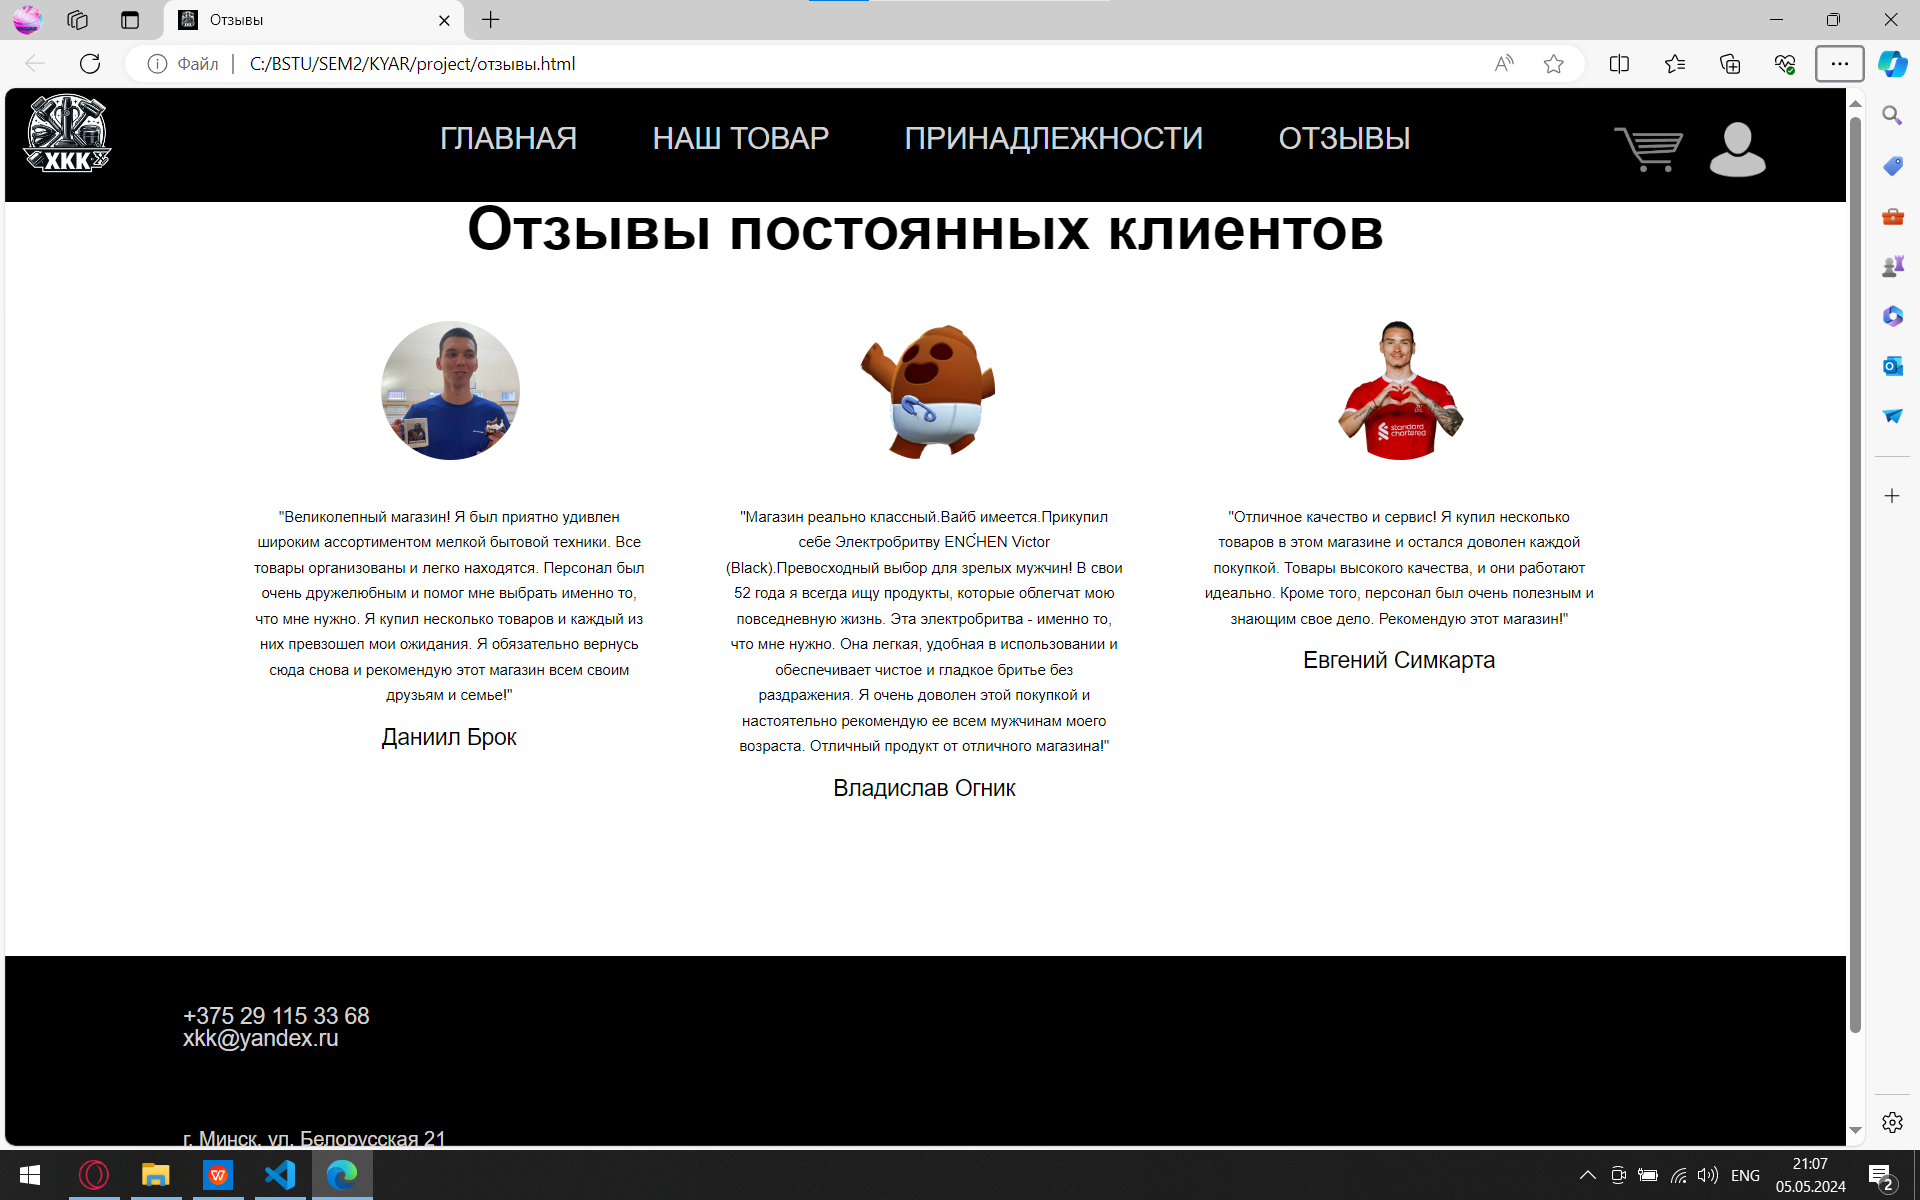 Отзывы
Файл
C:/BSTU/SEM2/KYAR/project/отзывы.html
ХКК
ГЛАВНАЯ
НАШ ТОВАР
ПРИНАДЛЕЖНОСТИ
ОТЗЫВЫ
Отзывы постоянных клиентов
standard
chartered
"Великолепный магазин! Я был приятно удивлен
широким ассортиментом мелкой бытовой техники. Все
товары организованы и легко находятся. Персонал был
очень дружелюбным и помог мне выбрать именно то,
что мне нужно. Я купил несколько товаров и каждый из
них превзошел мои ожидания. Я обязательно вернусь
сюда снова и рекомендую этот магазин всем своим
друзьям и семье!"
Даниил Брок
"Магазин реально классный.Вайб имеется.Прикупил
себе Электробритву ENĆHEN Victor
(Black).Превосходный выбор для зрелых мужчин! В свои
52 года я всегда ищу продукты, которые облегчат мою
повседневную жизнь. Эта электробритва - именно то,
что мне нужно. Она легкая, удобная в использовании и
обеспечивает чистое и гладкое бритье без
раздражения. Я очень доволен этой покупкой и
настоятельно рекомендую ее всем мужчинам моего
возраста. Отличный продукт от отличного магазина!"
Владислав Огник
"Отличное качество и сервис! Я купил несколько
товаров в этом магазине и остался доволен каждой
покупкой. Товары высокого качества, и они работают
идеально. Кроме того, персонал был очень полезным и
знающим свое дело. Рекомендую этот магазин!"
Евгений Симкарта
+375 29 115 33 68
xkk@yandex.ru
г. Минск, ул. Белорусская 21
ENG
21:07
05.05.2024
2